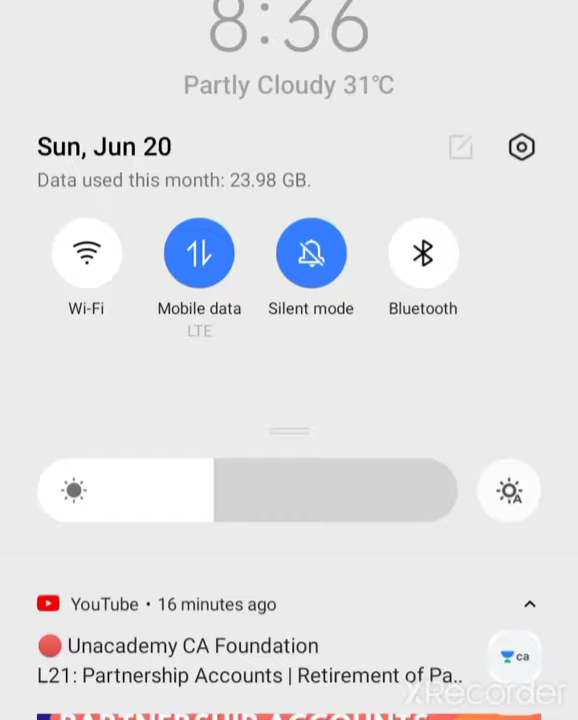 8:36
Partly Cloudy 31°C
Sun, Jun 20
Data used this month: 23.98 GB.
Wi-Fi
Mobile data
Silent mode
Bluetooth
LTE
A
YouTube • 16 minutes ago
Unacademy CA Foundation
L21: Partnership Accounts | Retirement of Pa..
ca
XRecorder
PARTNERSHIP ACCOUNTS